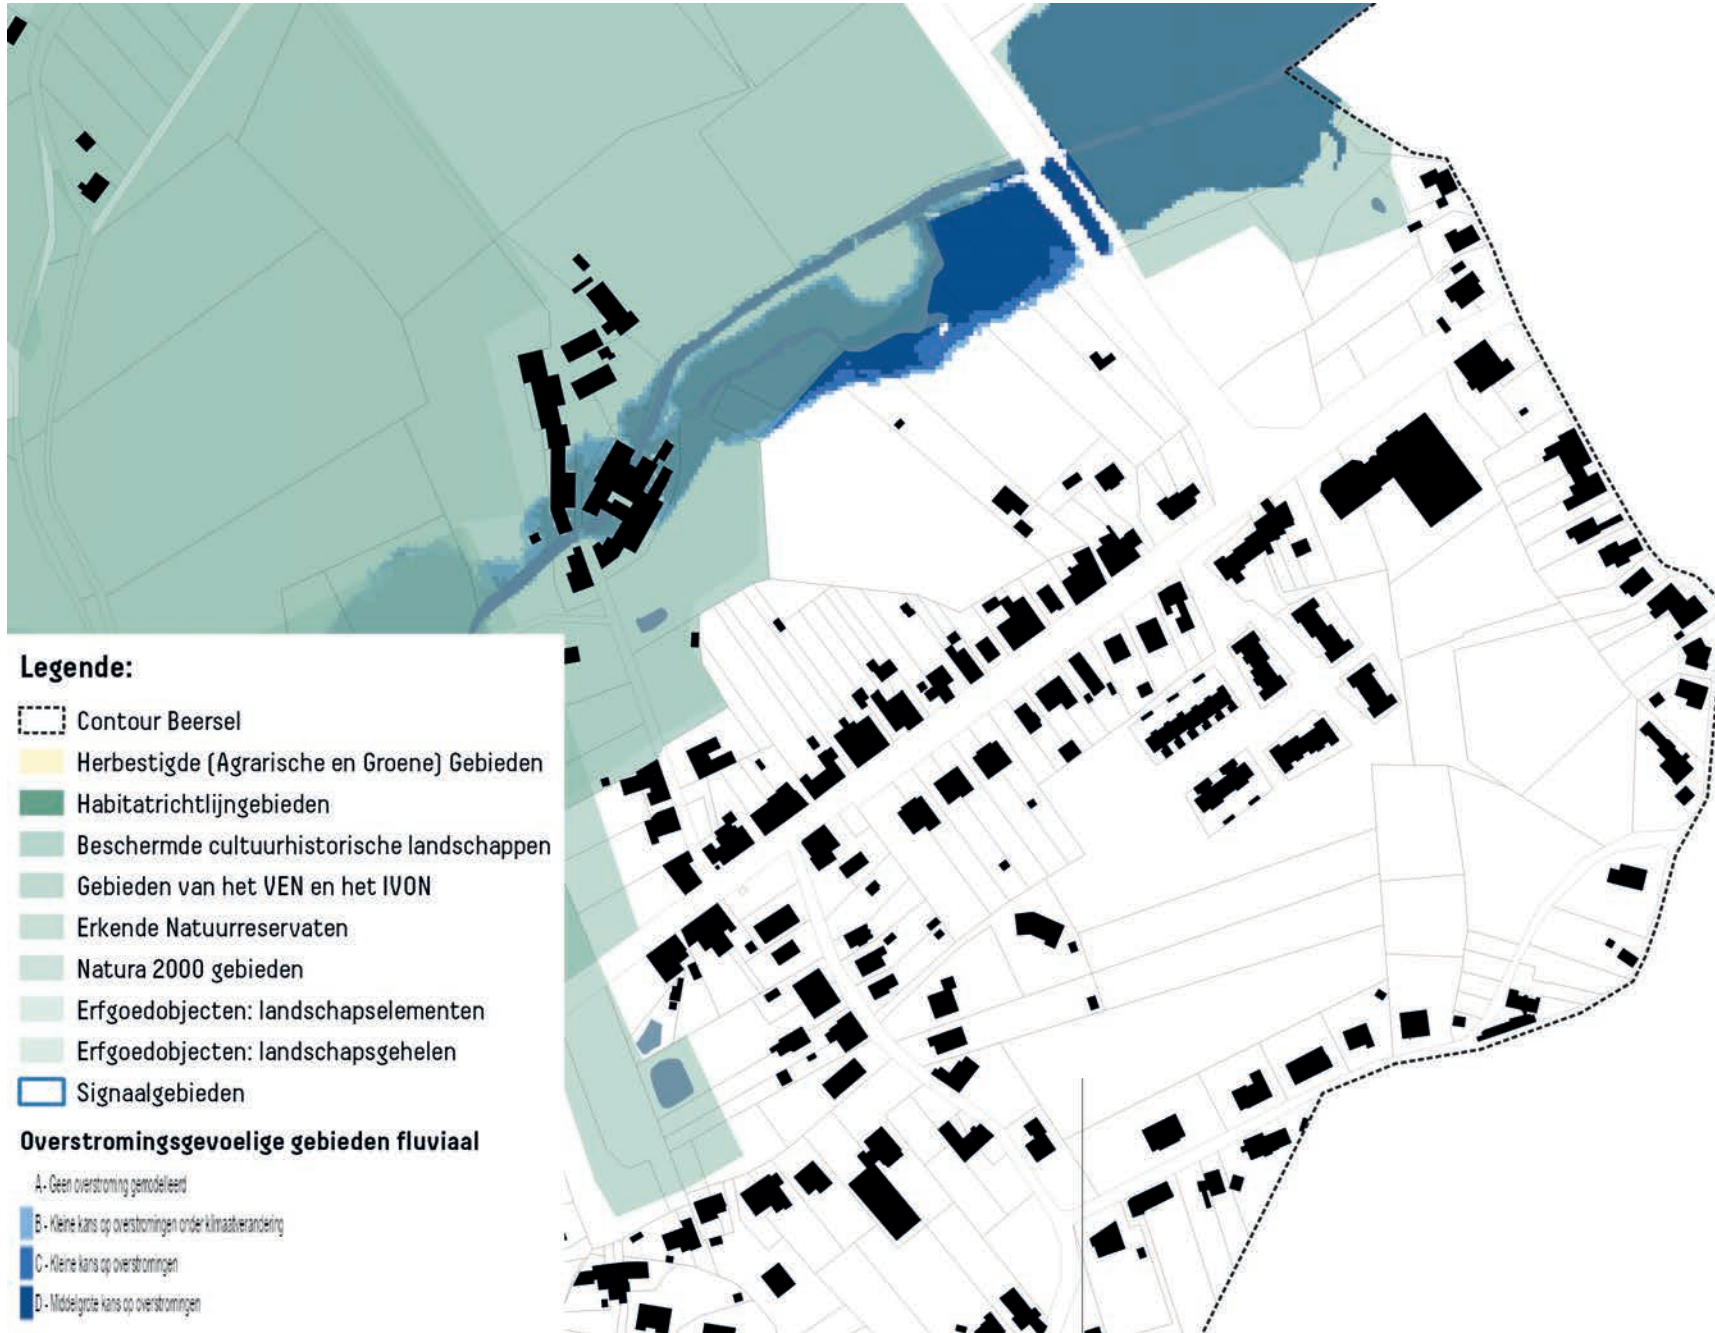 Legende:
Contour Beersel
Herbestigde (Agrarische en Groene) Gebieden
Habitatrichtlijngebieden
Beschermde cultuurhistorische landschappen
Gebieden van het VEN en het IVON
Erkende Natuurreservaten
Natura 2000 gebieden
Erfgoedobjecten: landschapselementen
Erfgoedobjecten: landschapsgehelen
Signaalgebieden
Overstromingsgevoelige gebieden fluviaal
A - Geen overstroming gemodelleerd
B - Kleine kans op overstromingen onder klimaatverandering
C - Kleine kans op overstromingen
D - Middelgrote kans op overstromingen